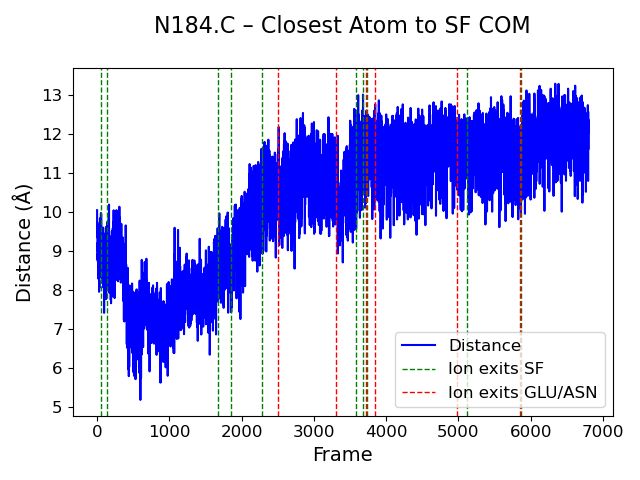 N184.C – Closest Atom to SF COM
13
12
11
10
9
8
7
6
5
Distance (Å)
Distance
Ion exits SF
Ion exits GLU/ASN
0 1000 2000 3000 4000 5000 6000 7000
Frame